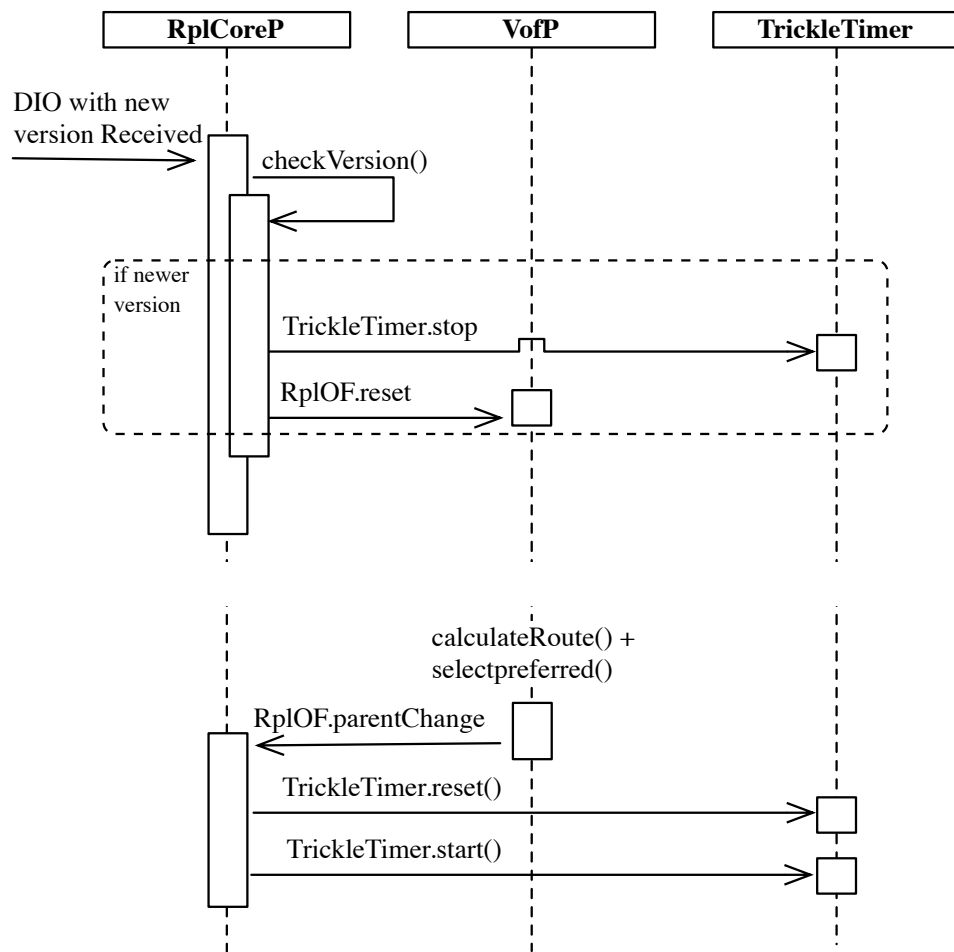 RplCoreP
VofP
TrickleTimer
DIO with new
version Received
checkVersion()
if newer
version
TrickleTimer.stop
RplOF.reset
calculateRoute() +
selectpreferred()
RplOF.parentChange
TrickleTimer.reset()
TrickleTimer.start()